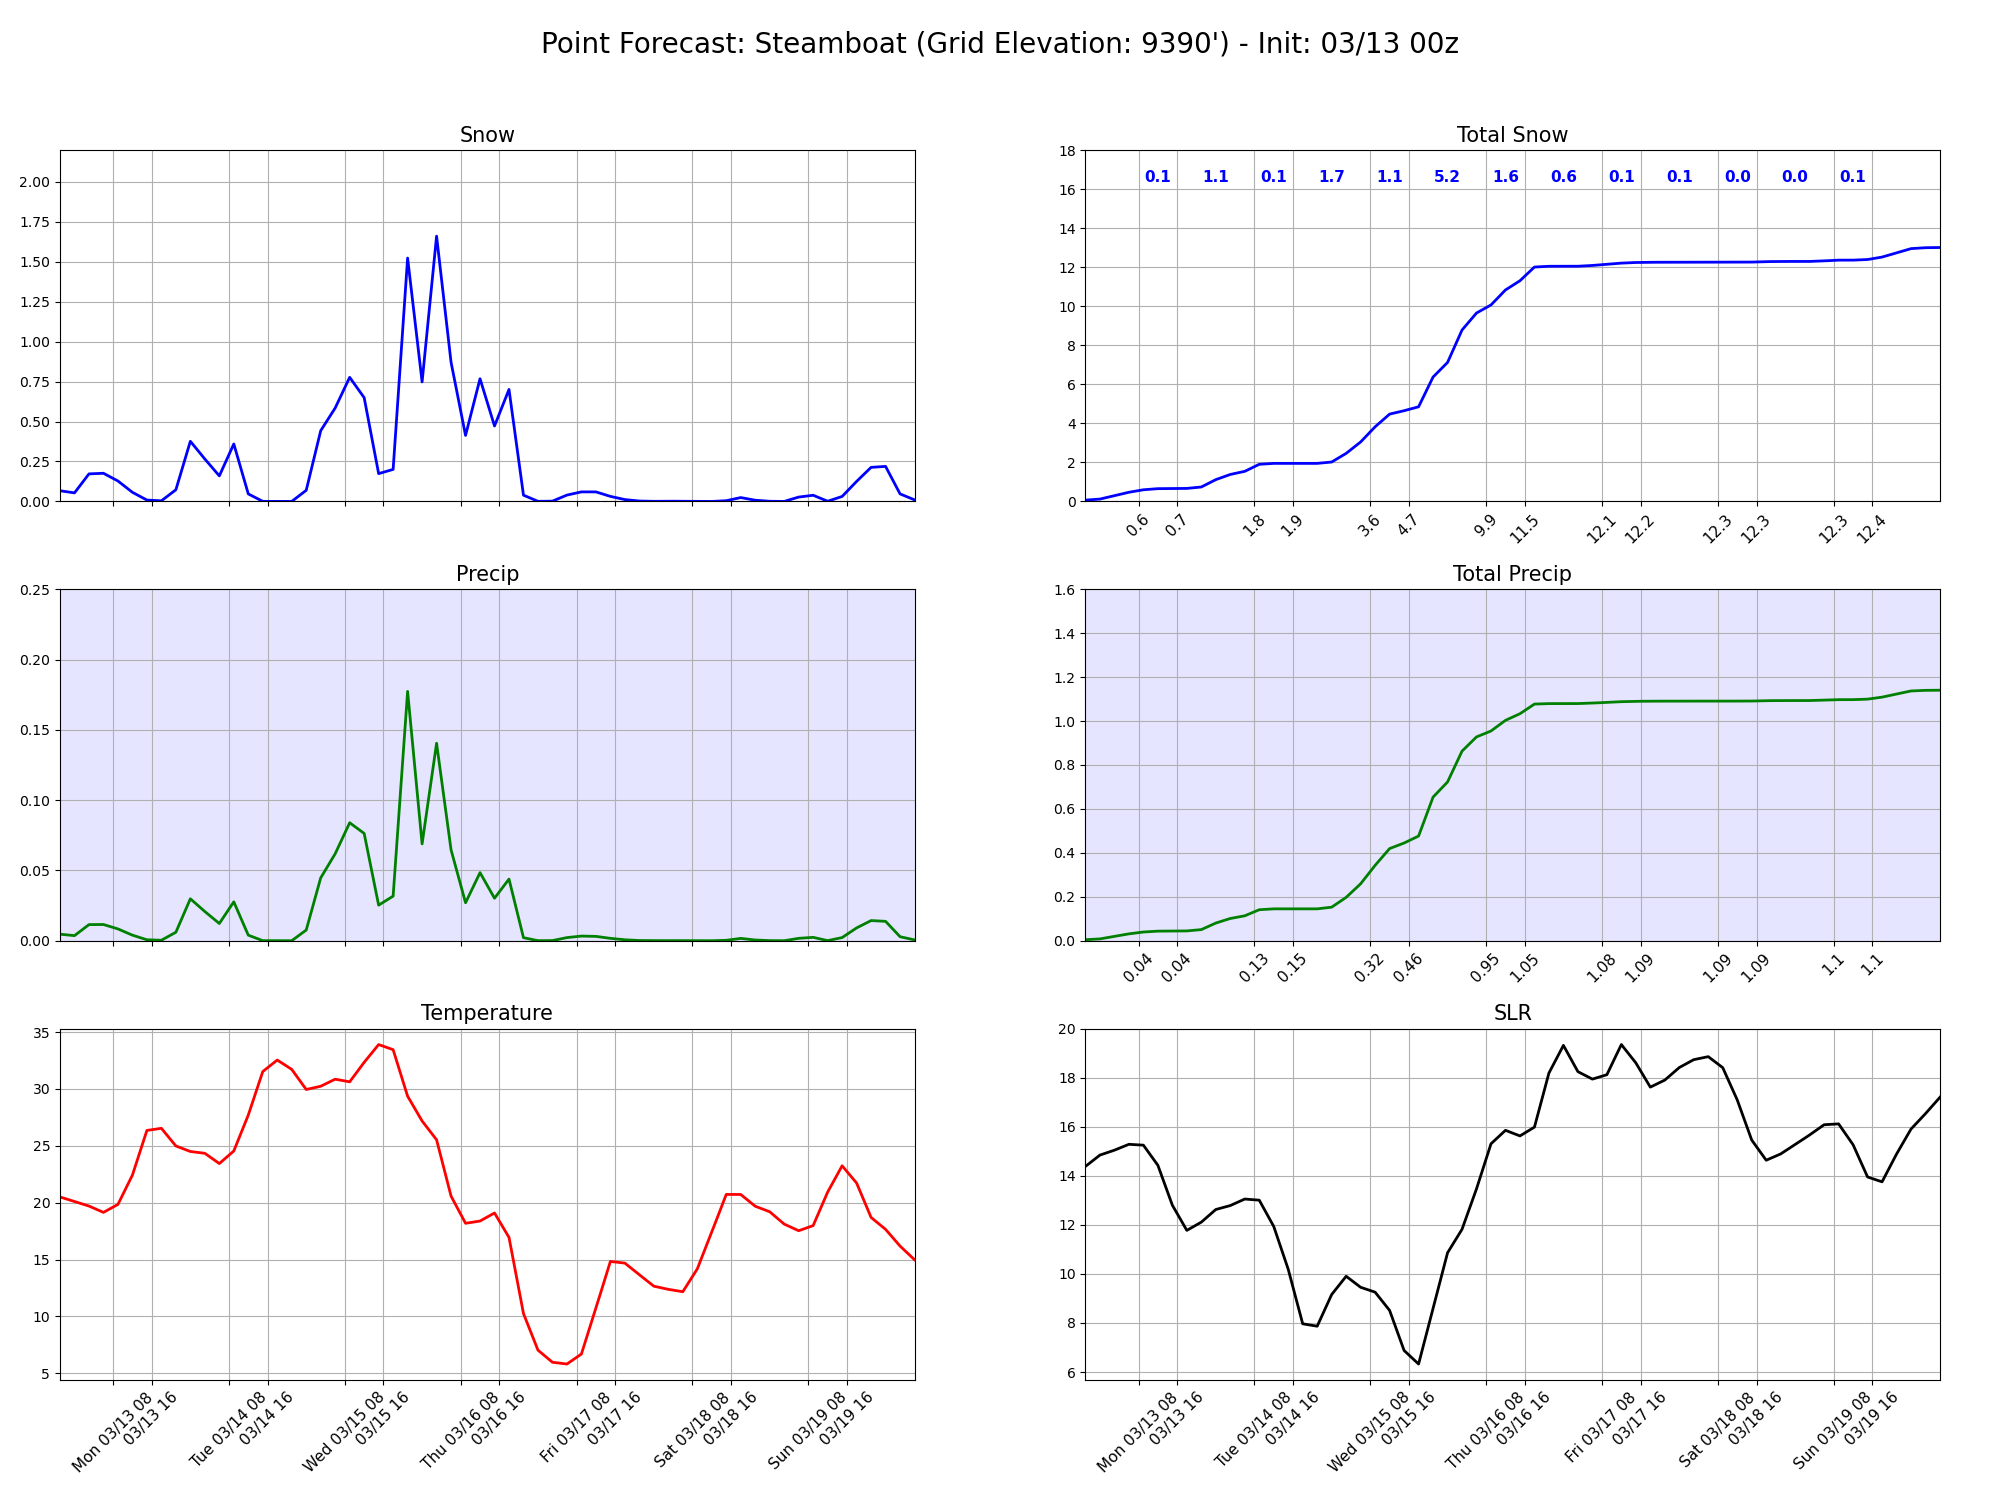 Point Forecast: Steamboat (Grid Elevation: 9390') - Init: 03/13 00z
Snow
2.00
1.75
1.50
1.25
1.00
0.75
0.50
0.25
0.00
Total Snow
18
16
14
12
10
8
6
4
2
0
0.1 1.1 0.1 1.7 1.1 5.2 1.6 0.6 0.1 0.1 0.0 0.0 0.1
0.6 0.7 1.8 1.9 3.6 4.7 9.9 11.5 12.1 12.2 12.3 12.3 12.3 12.4
Precip
0.25
0.20
0.15
0.10
0.05
0.00
Total Precip
1.6
1.4
1.2
1.0
0.8
0.6
0.4
0.2
0.0
0.04 0.04 0.13 0.15 0.32 0.46 0.95 1.05 1.08 1.09 1.09 1.09 1.1 1.1
Temperature
35
30
25
20
15
10
5
Mon 03/13 08
03/13 16
Tue 03/14 08
03/14 16
Wed 03/15 08
03/15 16
Thu 03/16 08
03/16 16
Fri 03/17 08
03/17 16
Sat 03/18 08
03/18 16
Sun 03/19 08
03/19 16
SLR
20
18
16
14
12
10
8
6
Mon 03/13 08
03/13 16
Tue 03/14 08
03/14 16
Wed 03/15 08
03/15 16
Thu 03/16 08
03/16 16
Fri 03/17 08
03/17 16
Sat 03/18 08
03/18 16
Sun 03/19 08
03/19 16